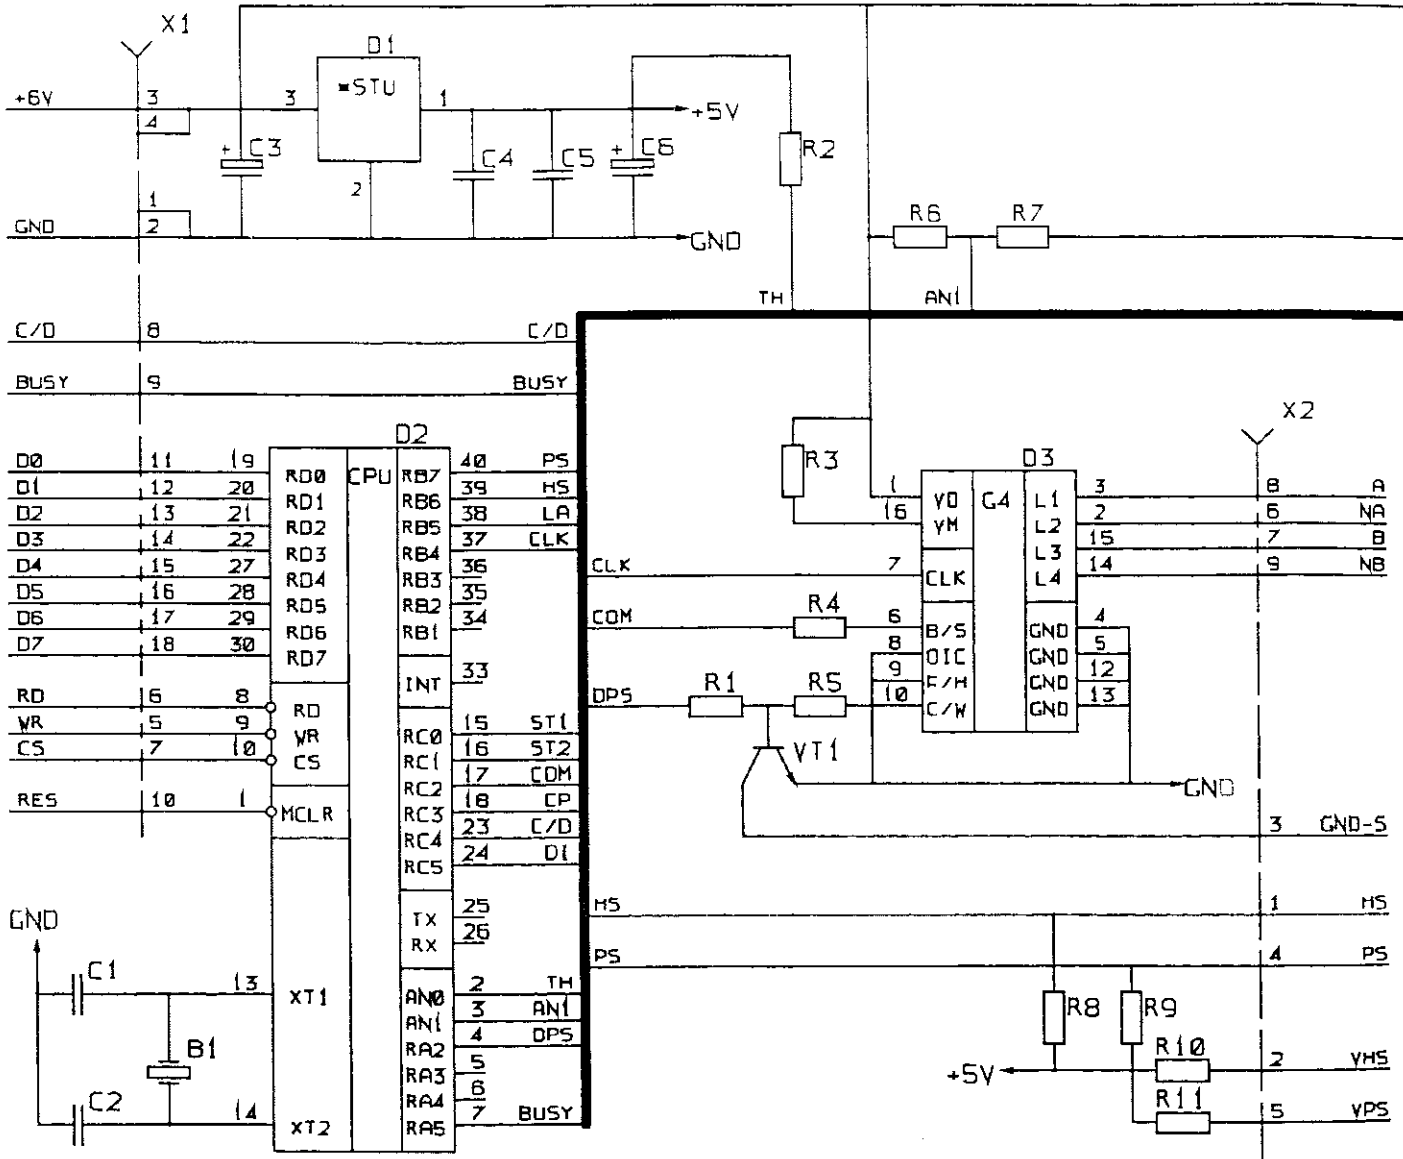 X1
D1
+6V 3 3 *STU 1 +5V
4
+ C3 C4 C5 + C6 R2
2
1
GND 2 GND
R6 R7
TH AN1
C/D 8 C/D
BUSY 9 BUSY
X2
D2
D0 11 19 RD0 CPU RB7 40 PS
D1 12 20 RD1 RB6 39 HS
D2 13 21 RD2 RB5 38 LA
D3 14 22 RD3 RB4 37 CLK
D4 15 27 RD4 RB3 36
D5 16 28 RD5 RB2 35
D6 17 29 RD6 RB1 34
D7 18 30 RD7
INT 33
RD 6 8 RD
WR 5 9 WR
CS 7 10 CS
RES 10 1 MCLR
RC0 15 ST1
RC1 16 ST2
RC2 17 COM
RC3 18 CP
RC4 23 C/D
RC5 24 D1
TX 25
RX 26
AN0 2 TH
AN1 3 AN1
RA2 4 DPS
RA3 5
RA4 6
RA5 7 BUSY
GND
C1 13 XT1
B1
C2 14 XT2
R3
D3
1 VD G4 L1 3 8 A
16 VM L2 2 6 NA
L3 15 7 B
CLK 7 CLK L4 14 9 NB
COM R4 6 B/S GND 4
8 OIC GND 5
9 F/H GND 12
DPS R1 R5 10 C/W GND 13
VT1
GND
3 GND-S
HS 1 HS
PS 4 PS
R8 R9
+5V R10 2 VHS
R11 5 VPS